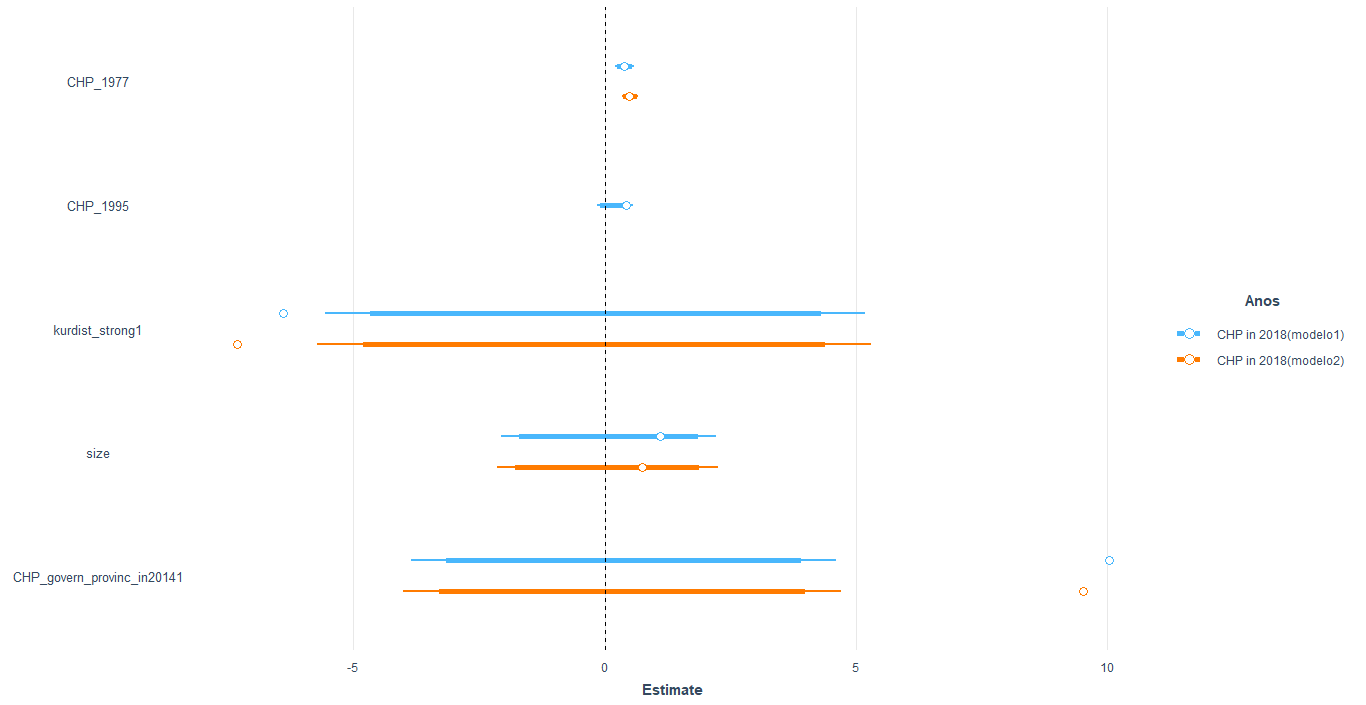 CHP_1977
CHP_1995
kurdist_strong1
size
CHP_govern_provinc_in20141
-5
0
5
10
Estimate
Anos
CHP in 2018(modelo1)
CHP in 2018(modelo2)